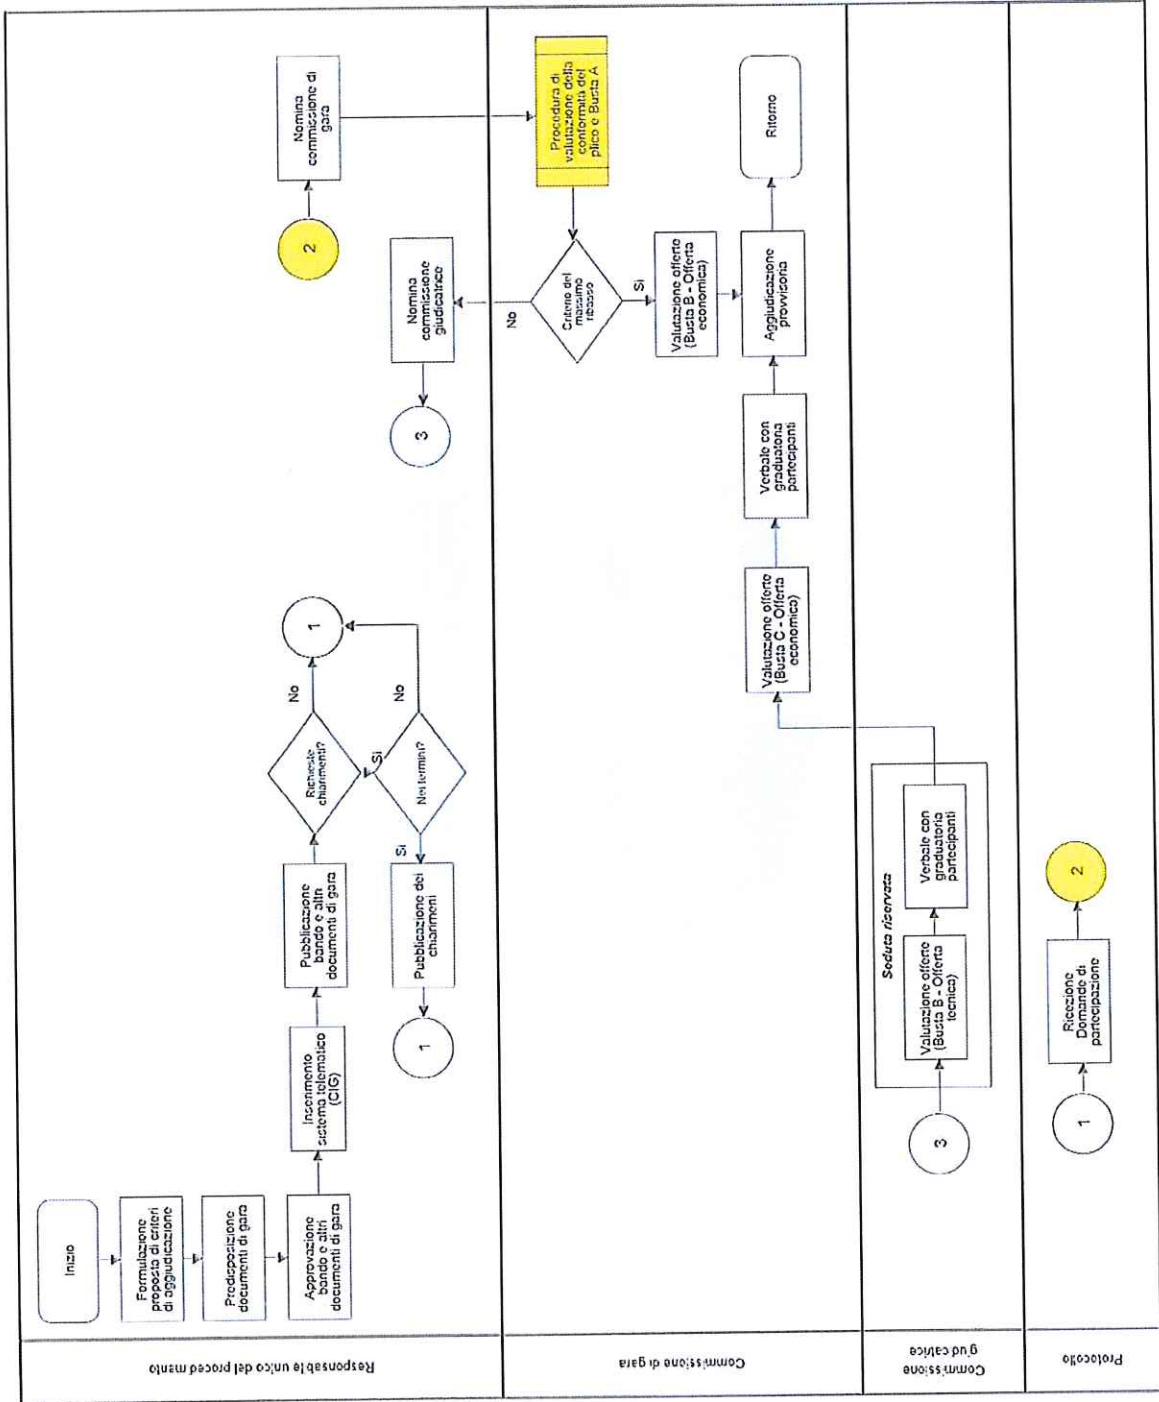 Responsabile unico del procedimento
Inizio
Formulazione
proposta di criteri
di aggiudicazione
Predisposizione
documenti di gara
Approvazione
bando e altri
documenti di gara
Inserimento
sistema telematico
(CIG)
Pubblicazione
bando e altri
documenti di gara
Richieste
chiarimenti?
No
1
Si
Nei termini?
No
Si
Pubblicazione dei
chiarimeni
1
2
Nomina
commissione di
gara
Nomina
commissione
giudicatrice
3
Commissione di gara
Procedura di
valutazione della
conformità del
plico e Busta A
Criterio del
massimo
ribasso
No
Si
Valutazione offerte
(Busta B - Offerta
economica)
Valutazione offerte
(Busta C - Offerta
economica)
Verbale con
graduatoria
partecipanti
Aggiudicazione
provvisoria
Ritorno
Commissione
giudicatrice
3
Seduta riservata
Valutazione offerte
(Busta B - Offerta
tecnica)
Verbale con
graduatoria
partecipanti
Protocollo
1
Ricezione
Domande di
partecipazione
2